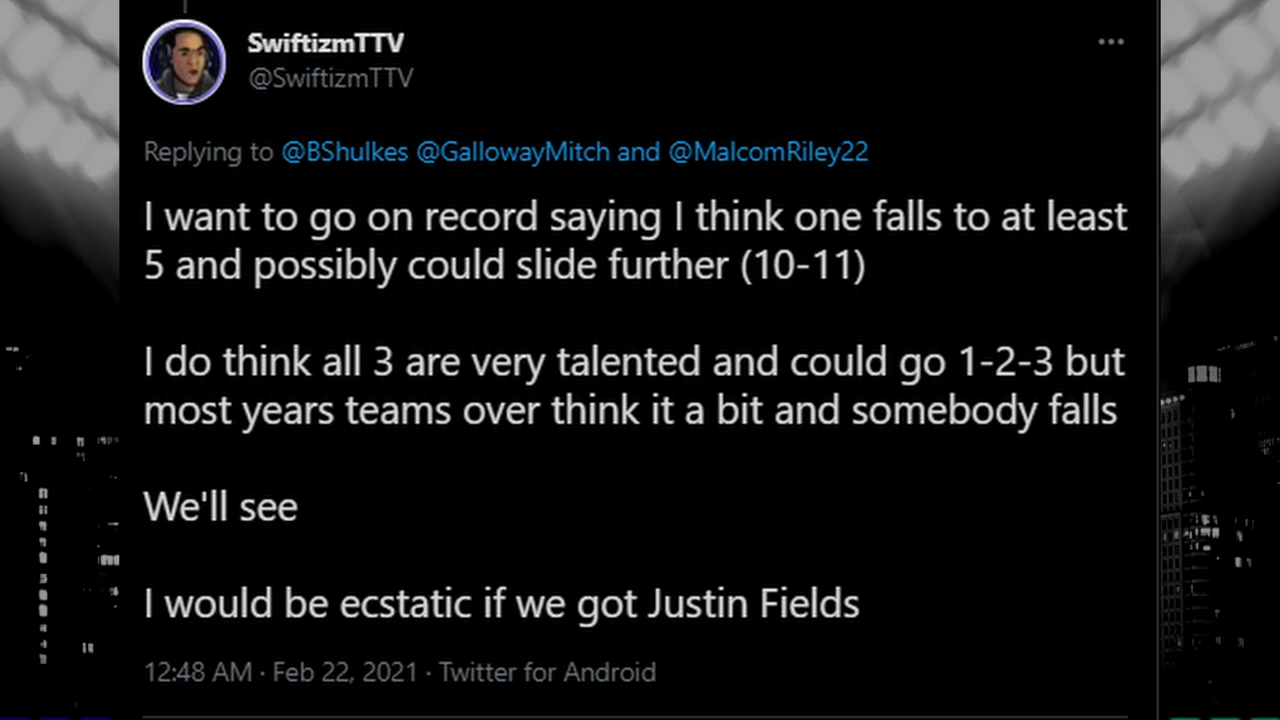 SwiftizmTTV
@SwiftizmTTV
Replying to @BShulkes @GallowayMitch and @MalcomRiley22
I want to go on record saying I think one falls to at least
5 and possibly could slide further (10-11)
I do think all 3 are very talented and could go 1-2-3 but
most years teams over think it a bit and somebody falls
We'll see
I would be ecstatic if we got Justin Fields
12:48 AM · Feb 22, 2021 · Twitter for Android